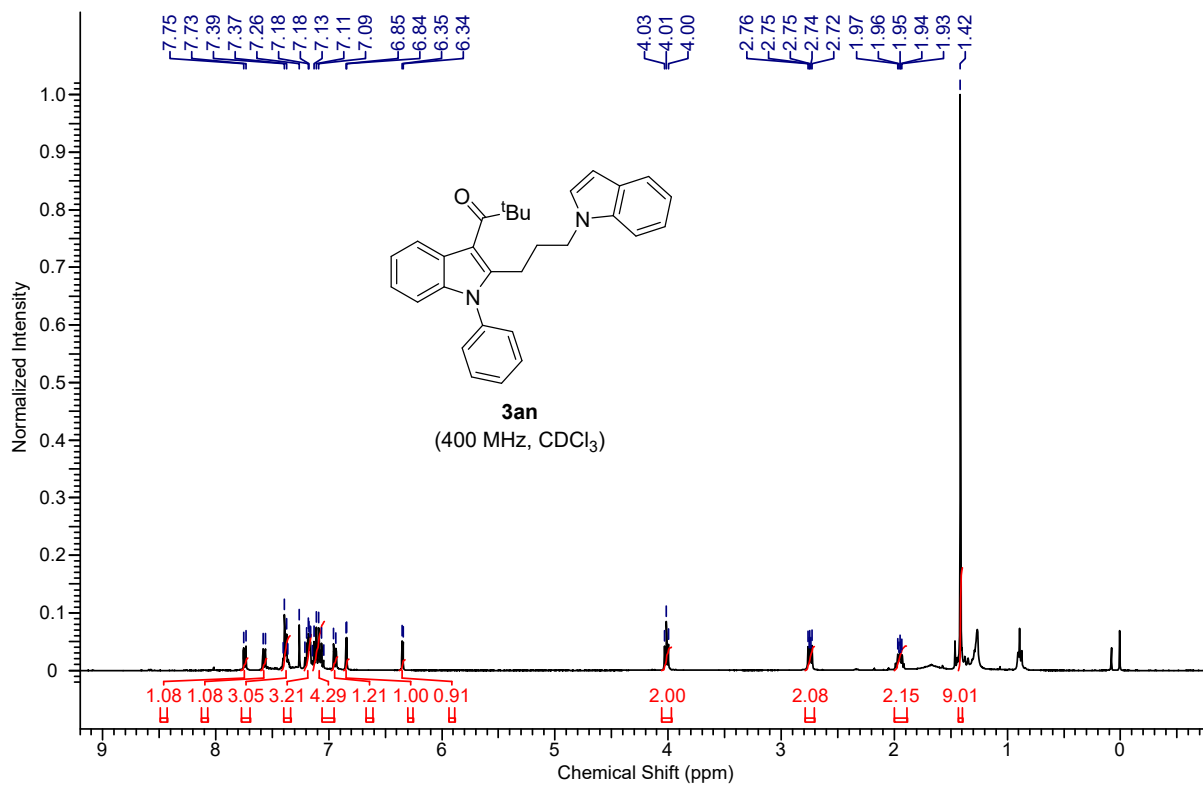 7.75 7.73 7.39 7.37 7.26 7.18 7.18 7.13 7.11 7.09 6.85 6.84 6.35 6.34 4.03 4.01 4.00 2.76 2.75 2.75 2.74 2.72 1.97 1.96 1.95 1.94 1.93 1.42
Normalized Intensity
1.0
0.9
0.8
0.7
0.6
0.5
0.4
0.3
0.2
0.1
0
O
tBu
N
N
3an
(400 MHz, CDCl3)
1.08 1.08 3.05 3.21 4.29 1.21 1.00 0.91 2.00 2.08 2.15 9.01
9 8 7 6 5 4 3 2 1 0
Chemical Shift (ppm)